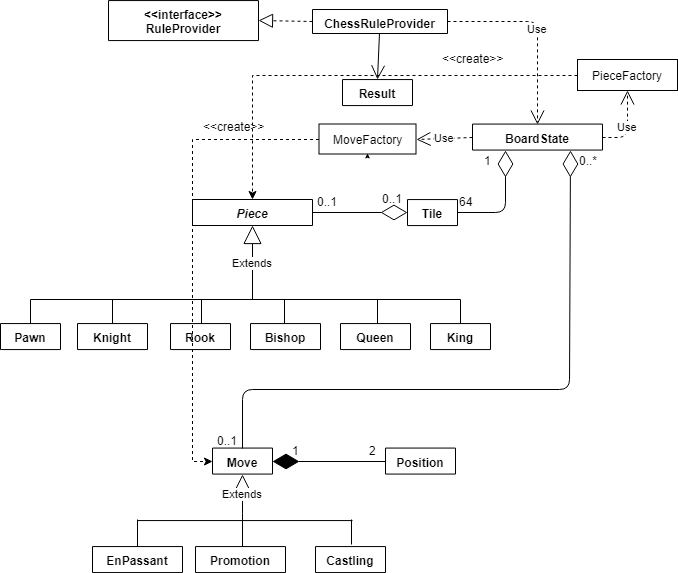 <<interface>>
RuleProvider
ChessRuleProvider
Use
<<create>>
PieceFactory
Result
<<create>>
MoveFactory
Use
BoardState
Use
1
0..*
Piece
0..1
0..1
Tile
64
Extends
Pawn
Knight
Rook
Bishop
Queen
King
0..1
Move
1
2
Position
Extends
EnPassant
Promotion
Castling